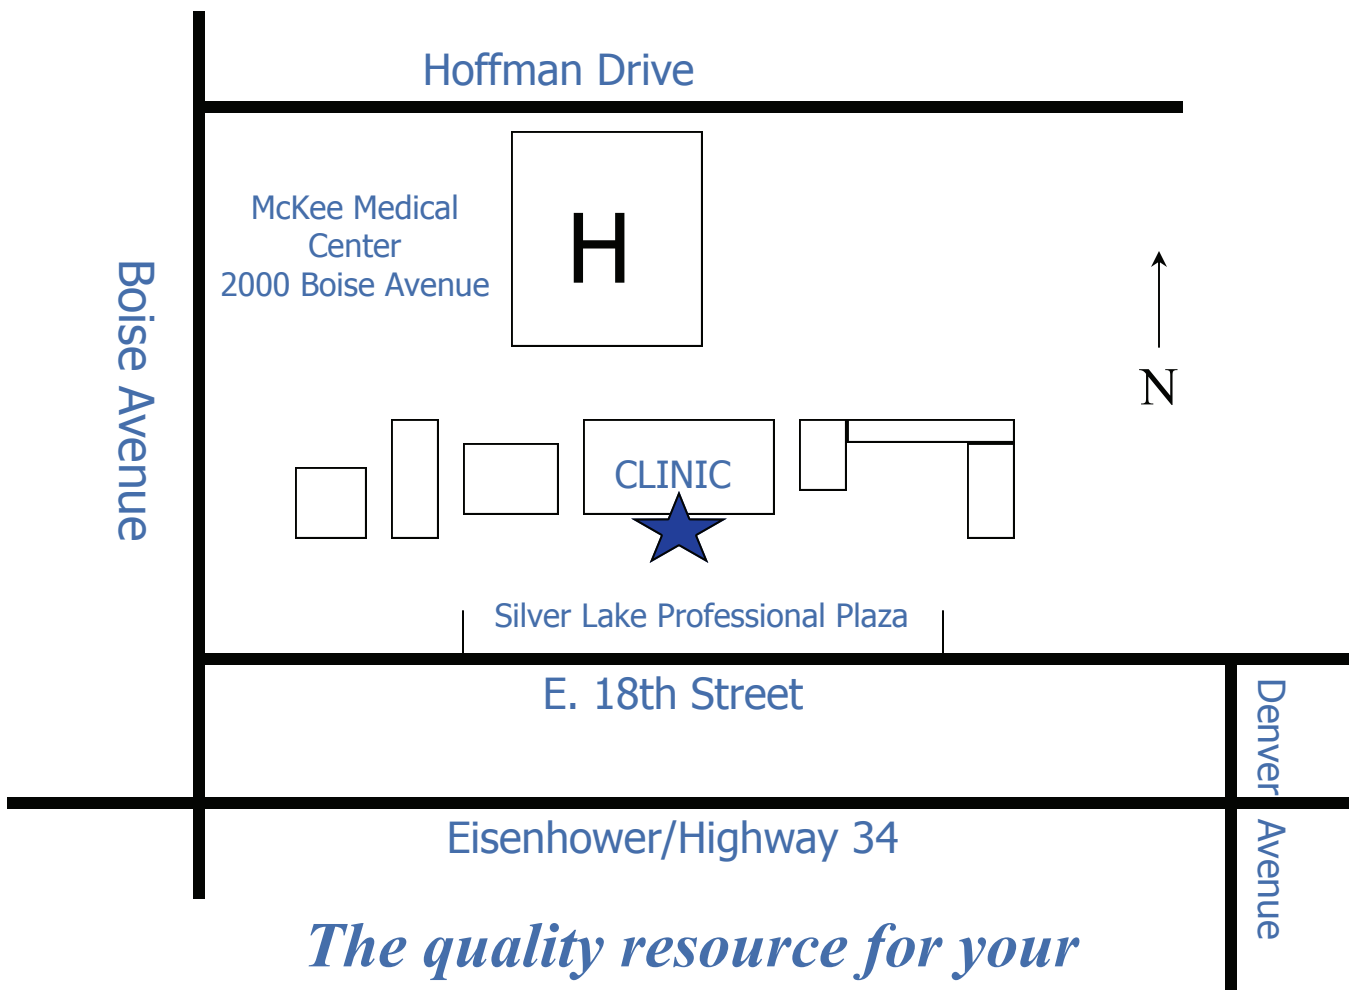 Hoffman Drive
McKee Medical
Center
2000 Boise Avenue
H
Boise Avenue
N
CLINIC
Silver Lake Professional Plaza
E. 18th Street
Denver Avenue
Eisenhower/Highway 34
The quality resource for your